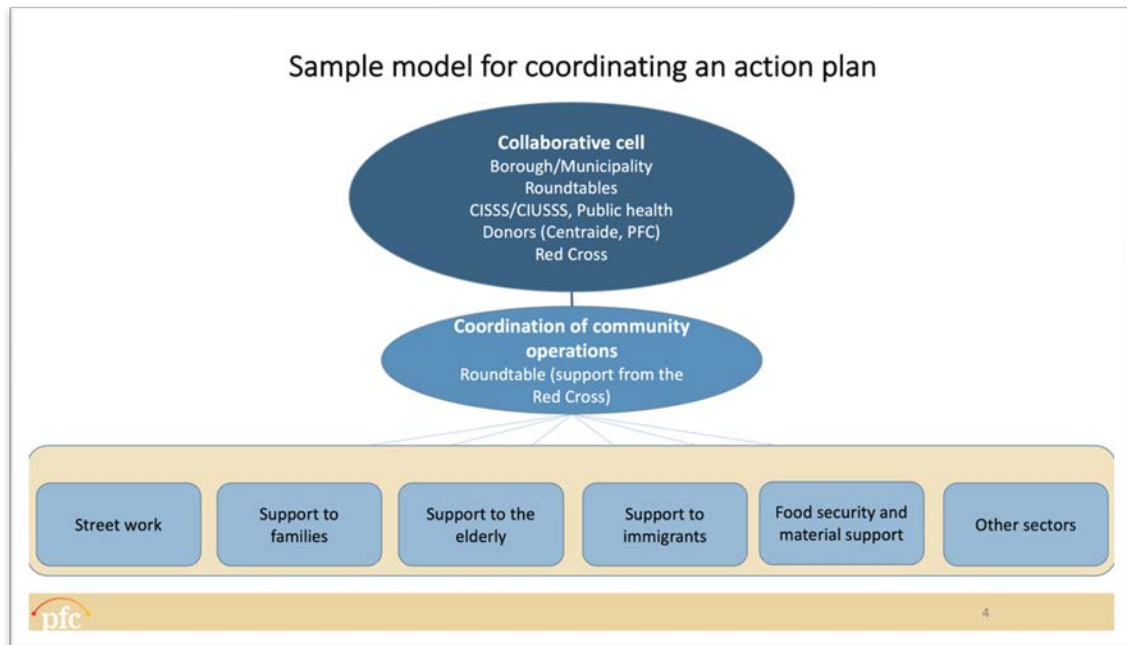 Sample model for coordinating an action plan
Collaborative cell
Borough/Municipality
Roundtables
CISSS/CIUSSS, Public health
Donors (Centraide, PFC)
Red Cross
Coordination of community
operations
Roundtable (support from the
Red Cross)
Street work
Support to
families
Support to the
elderly
Support to
immigrants
Food security and
material support
Other sectors
pfc
4